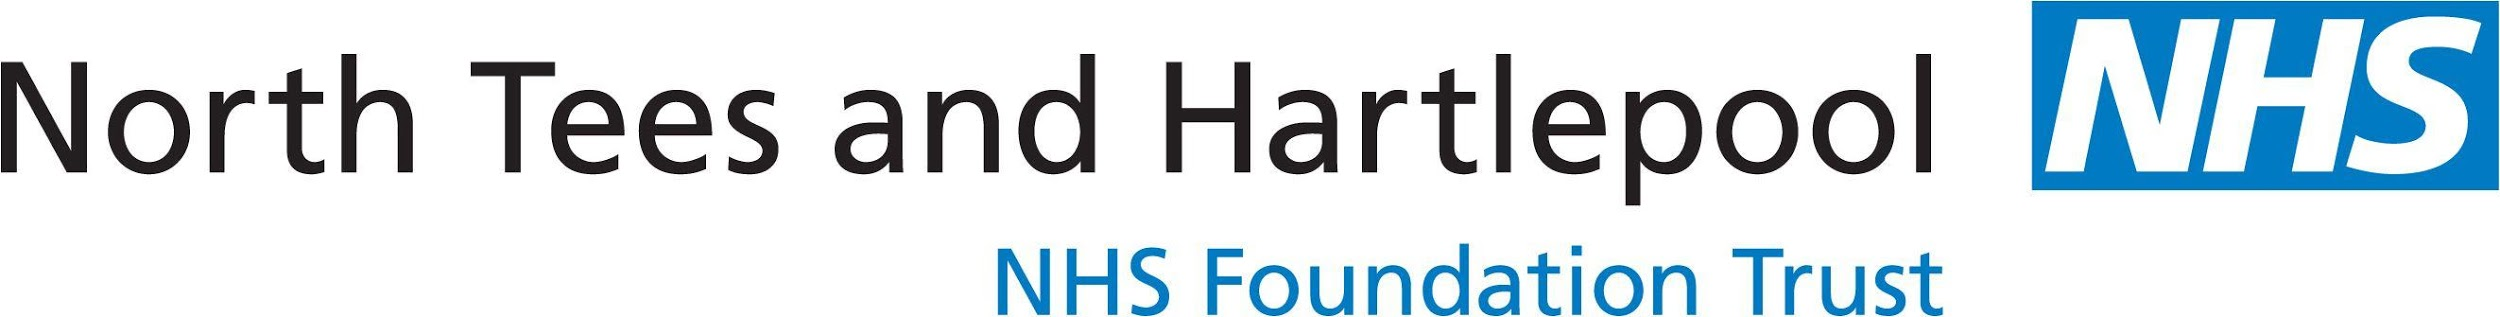 North Tees and Hartlepool NHS
NHS Foundation Trust